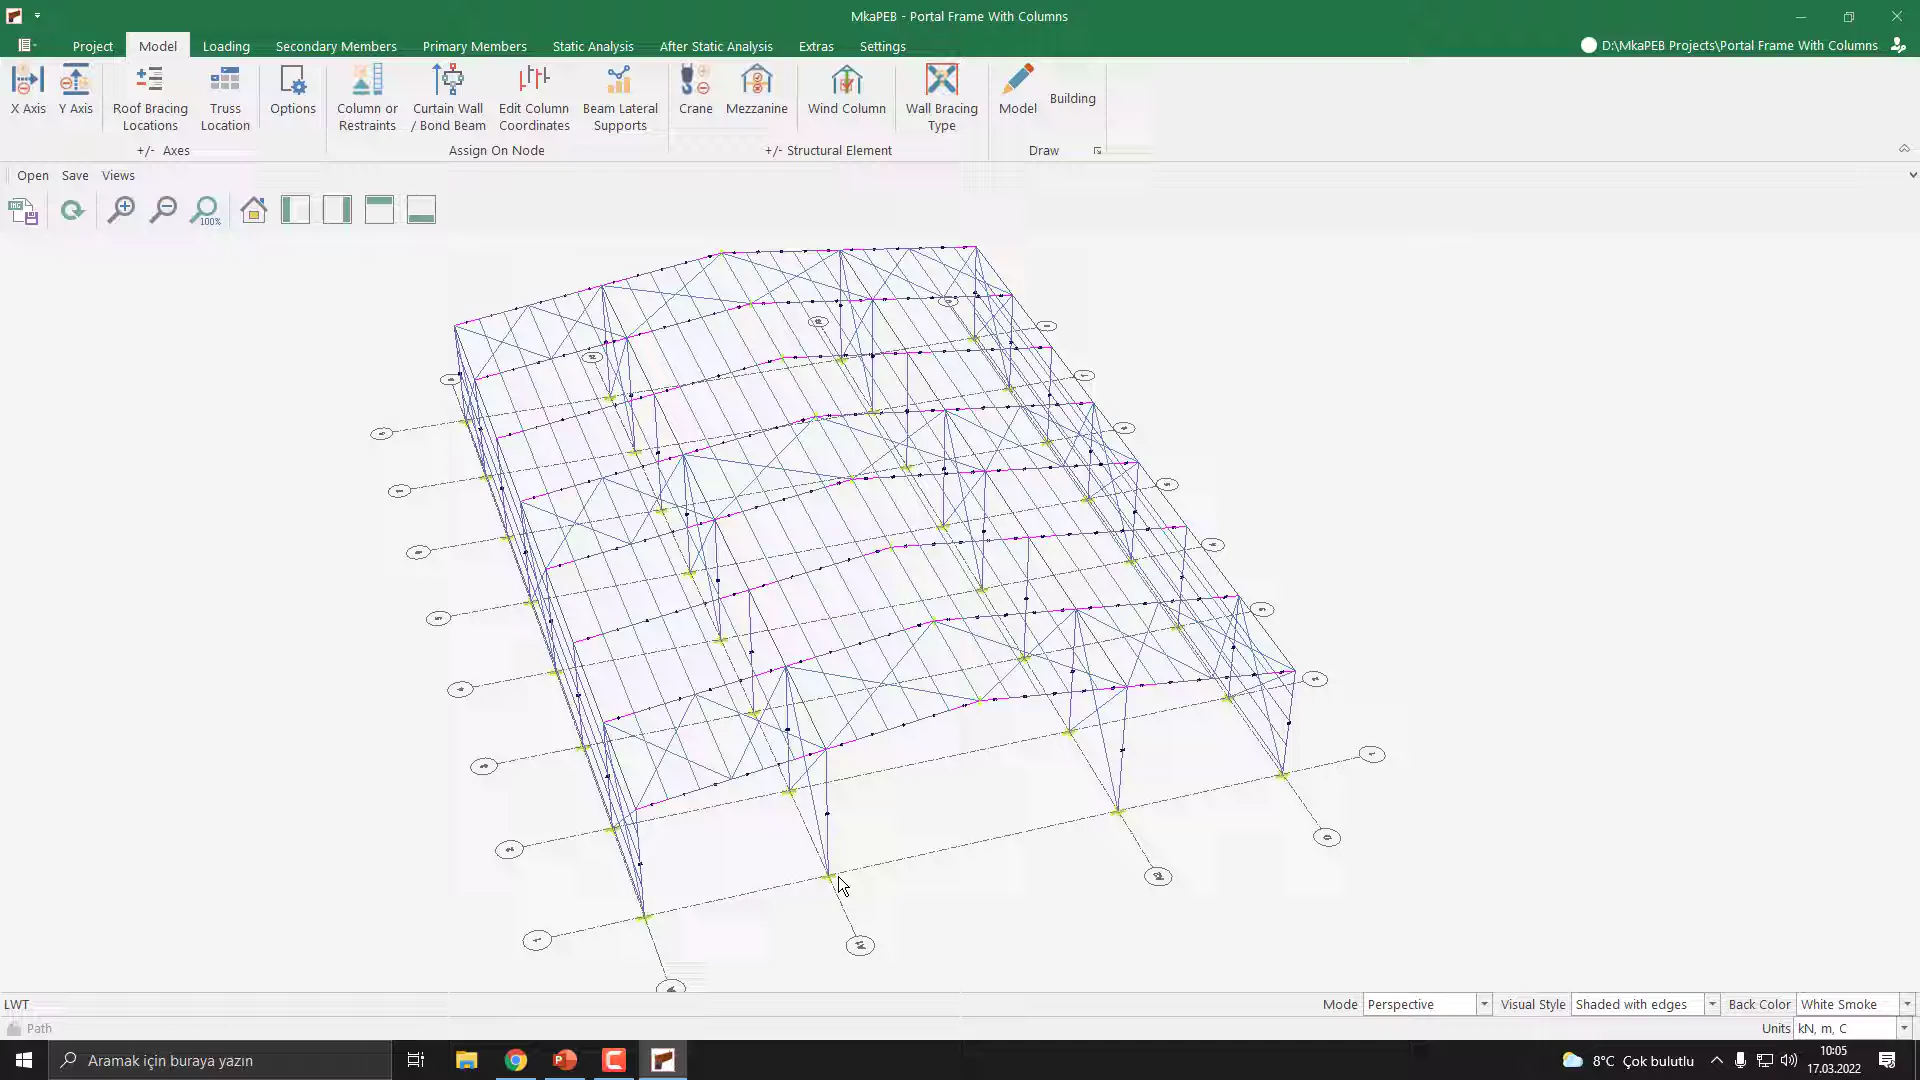 MkaPEB - Portal Frame With Columns
Project Model Loading Secondary Members Primary Members Static Analysis After Static Analysis Extras Settings
D:\MkaPEB Projects\Portal Frame With Columns
X Axis Y Axis Roof Bracing Locations Truss Location Options Column or Restraints Curtain Wall / Bond Beam Edit Column Coordinates Beam Lateral Supports Crane Mezzanine Wind Column Wall Bracing Type Model Building
+/- Axes Assign On Node +/- Structural Element Draw
Open Save Views
100%
LWT
Mode Perspective Visual Style Shaded with edges Back Color White Smoke
Path
Units kN, m, C
Aramak için buraya yazın
8°C Çok bulutlu
10:05
17.03.2022